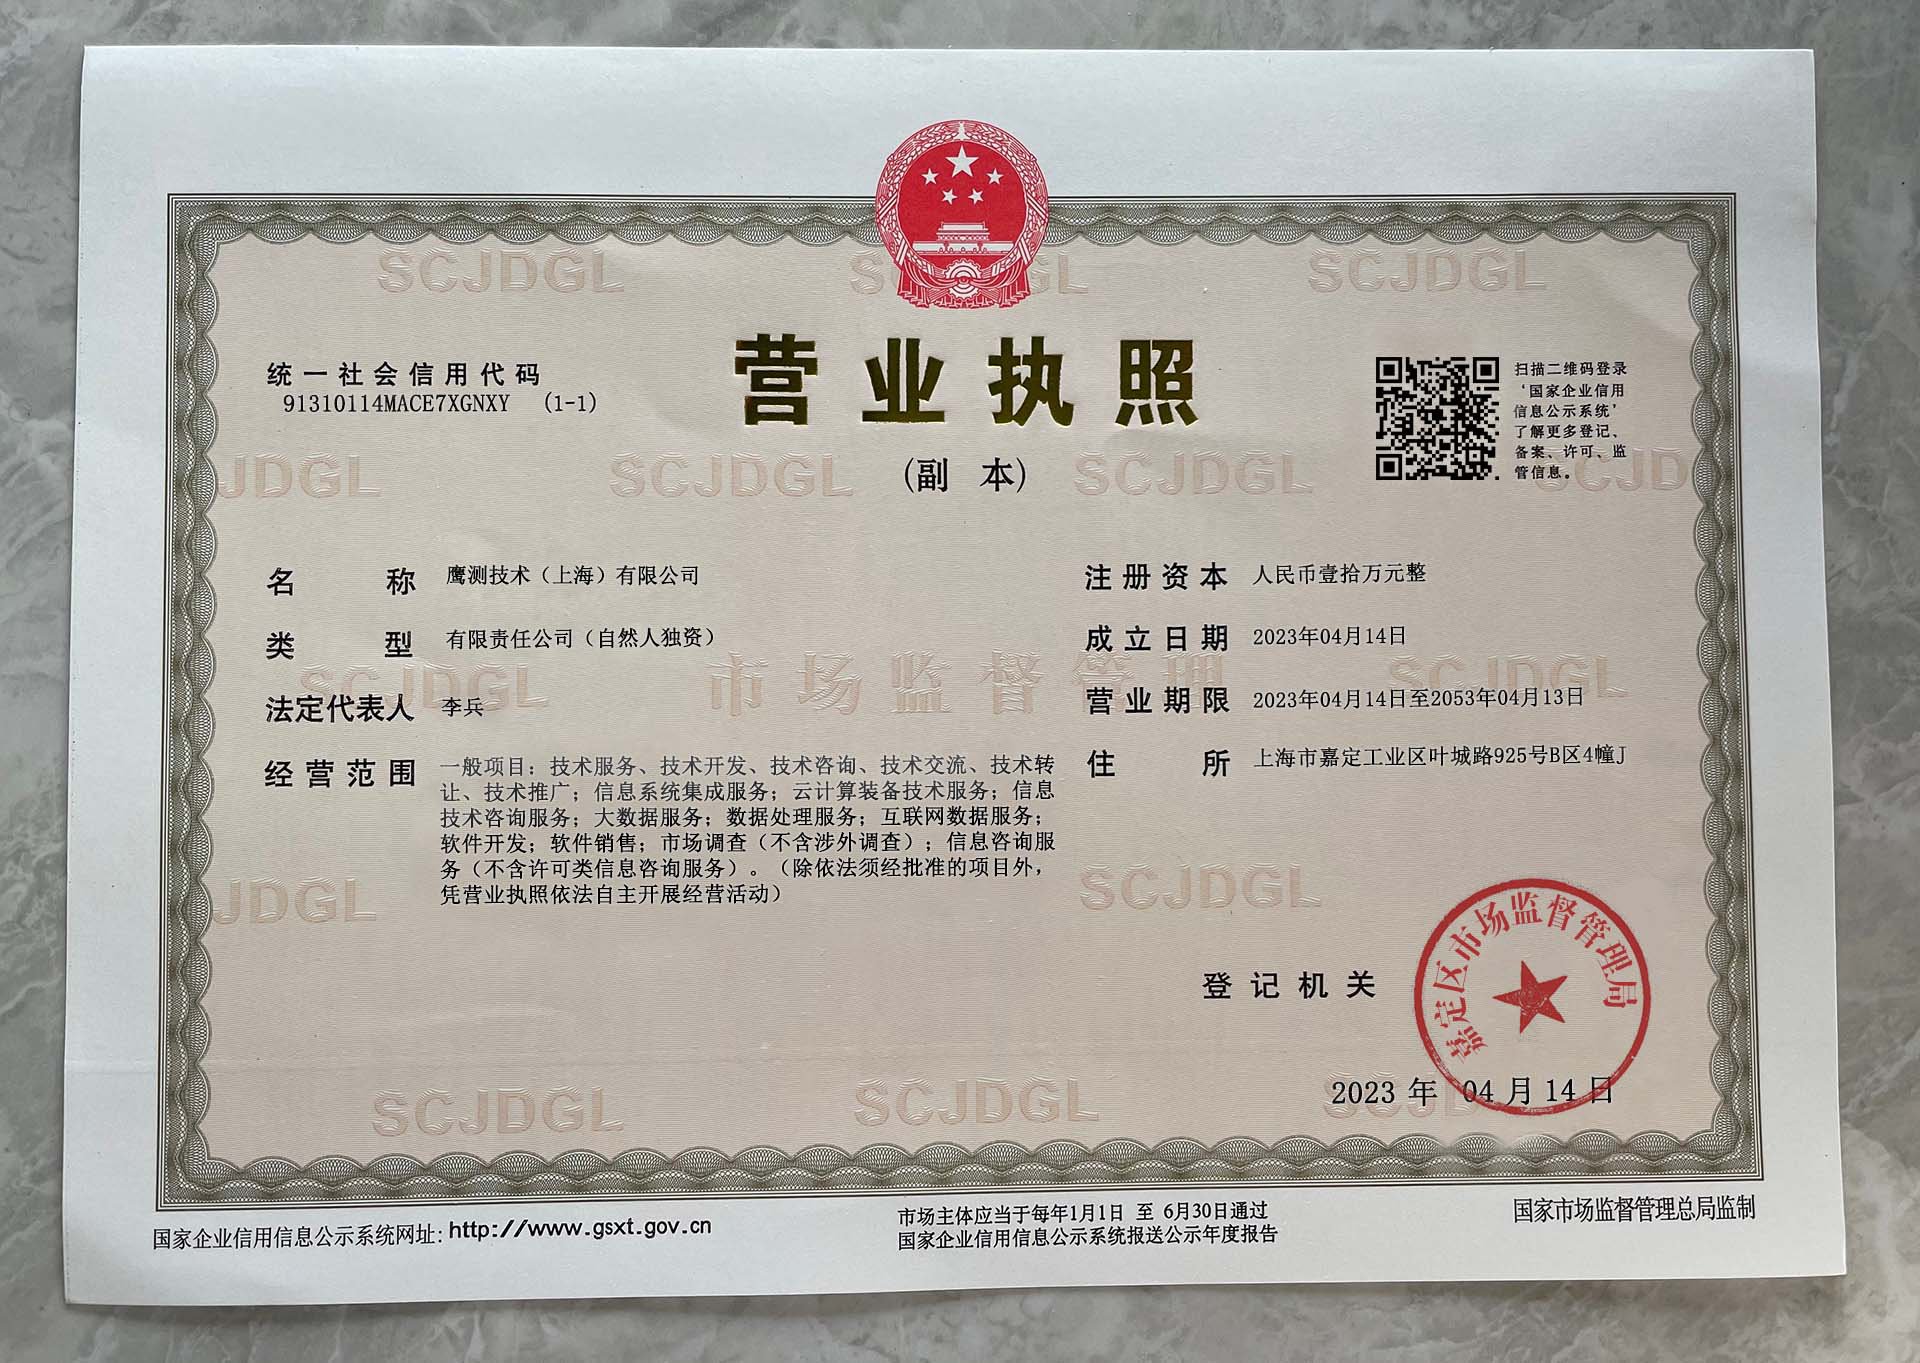 营业执照
(副 本)
统一社会信用代码
91310114MACE7XGNXY (1-1)
扫描二维码登录
‘国家企业信用
信息公示系统’
了解更多登记、
备案、许可、监
管信息。
名 称 鹰测技术（上海）有限公司
类 型 有限责任公司（自然人独资）
法定代表人 李兵
经营范围 一般项目：技术服务、技术开发、技术咨询、技术交流、技术转
让、技术推广；信息系统集成服务；云计算装备技术服务；信息
技术咨询服务；大数据服务；数据处理服务；互联网数据服务；
软件开发；软件销售；市场调查（不含涉外调查）；信息咨询服
务（不含许可类信息咨询服务）。（除依法须经批准的项目外，
凭营业执照依法自主开展经营活动）
注册资本 人民币壹拾万元整
成立日期 2023年04月14日
营业期限 2023年04月14日至2053年04月13日
住 所 上海市嘉定工业区叶城路925号B区4幢J
登记机关
嘉定区市场监督管理局
2023 年 04 月 14 日
SCJDGL
SCJDGL
SCJDGL
JDGL
SCJDGL
SCJDGL
SCJD
SCJDGL
市场监督管理
SCJDGL
JDGL
SCJDGL
SCJDGL
SCJDGL
SCJDGL
国家企业信用信息公示系统网址: http://www.gsxt.gov.cn
市场主体应当于每年1月1日 至 6月30日通过
国家企业信用信息公示系统报送公示年度报告
国家市场监督管理总局监制